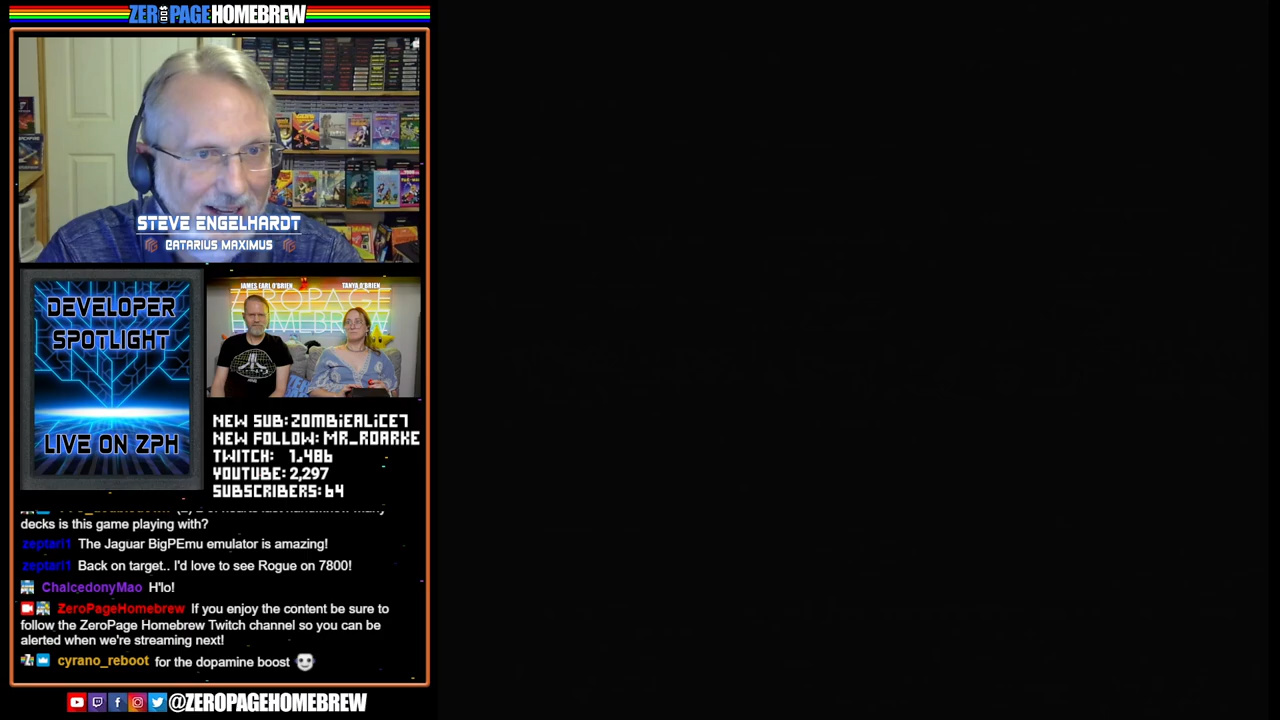 ZEROPAGE HOMEBREW
STEVE ENGELHARDT
@ATARIUS MAXIMUS
DEVELOPER
SPOTLIGHT
LIVE ON ZPH
JAMES EARL O'BRIEN
TANYA O'BRIEN
ZEROPAGE
HOMEBREW
NEW SUB: ZOMBIEALICE7
NEW FOLLOW: MR_ROARKE
TWITCH: 1,486
YOUTUBE: 2,297
SUBSCRIBERS: 64
decks is this game playing with?
zeptari1 The Jaguar BigPEmu emulator is amazing!
zeptari1 Back on target.. I'd love to see Rogue on 7800!
ChalcedonyMao H'lo!
ZeroPageHomebrew If you enjoy the content be sure to
follow the ZeroPage Homebrew Twitch channel so you can be
alerted when we're streaming next!
cyrano_reboot for the dopamine boost
@ZEROPAGEHOMEBREW